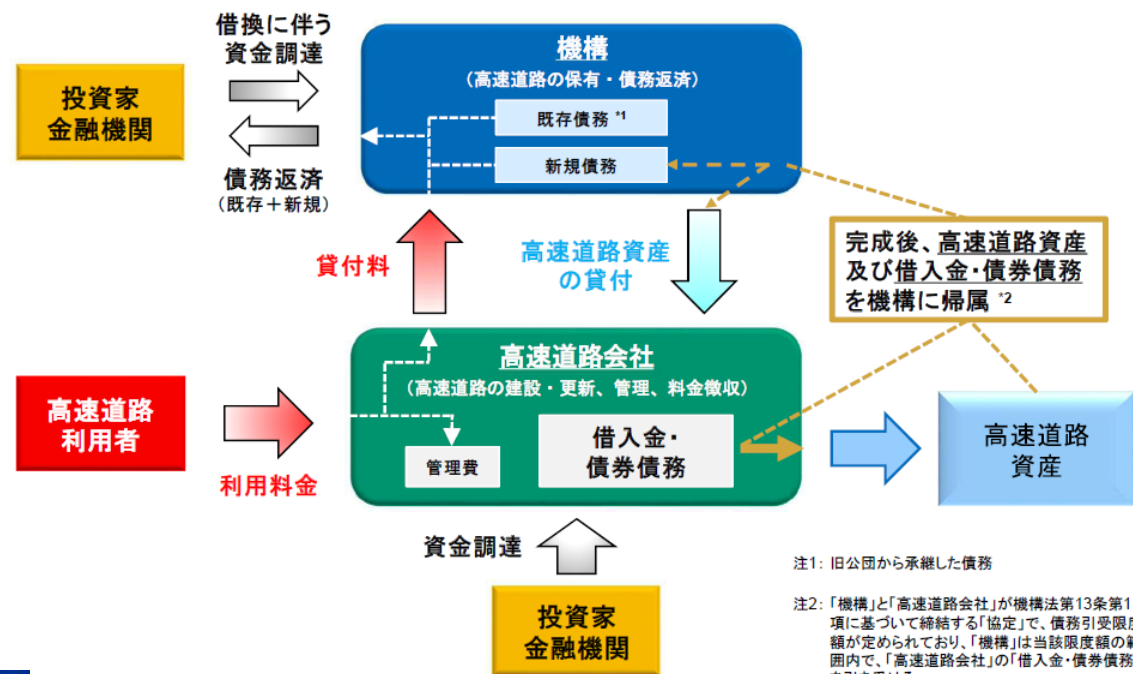 借換に伴う
資金調達
投資家
金融機関
債務返済
(既存+新規)
機構
(高速道路の保有・債務返済)
既存債務 *1
新規債務
貸付料
高速道路資産
の貸付
完成後、高速道路資産
及び借入金・債券債務
を機構に帰属 *2
高速道路会社
(高速道路の建設・更新、管理、料金徴収)
高速道路
利用者
利用料金
管理費
借入金・
債券債務
高速道路
資産
資金調達
投資家
金融機関
注1: 旧公団から承継した債務
注2: 「機構」と「高速道路会社」が機構法第13条第1
項に基づいて締結する「協定」で、債務引受限度
額が定められており、「機構」は当該限度額の範
囲内で、「高速道路会社」の「借入金・債券債務